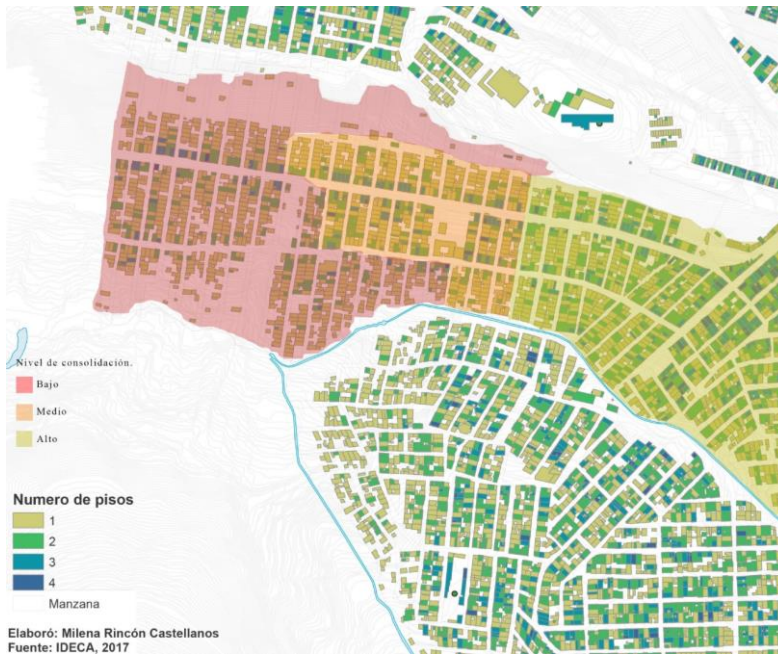 Nivel de consolidación.
Bajo
Medio
Alto
Numero de pisos
1
2
3
4
Manzana
Elaboró: Milena Rincón Castellanos
Fuente: IDECA, 2017